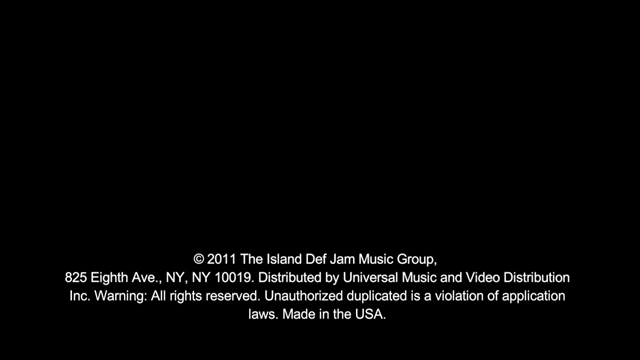 © 2011 The Island Def Jam Music Group,
825 Eighth Ave., NY, NY 10019. Distributed by Universal Music and Video Distribution
Inc. Warning: All rights reserved. Unauthorized duplicated is a violation of application
laws. Made in the USA.